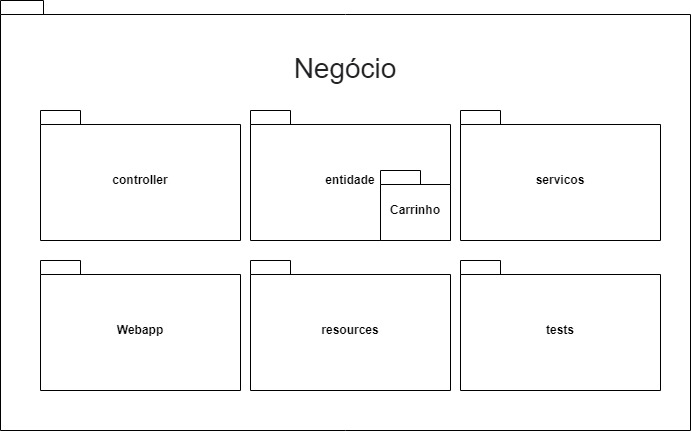 Negócio
controller
entidade
servicos
Carrinho
Webapp
resources
tests